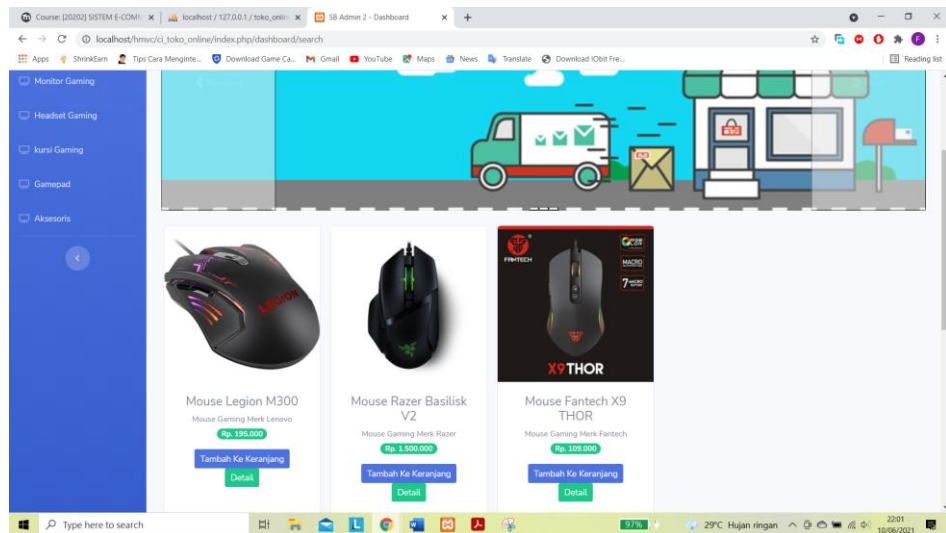 Course: [20202] SISTEM E-COM
localhost / 127.0.0.1 / toko_onlin
SB Admin 2 - Dashboard
localhost/hmvc/ci_toko_online/index.php/dashboard/search
Apps
ShrinkEarn
Tips Cara Menginte...
Download Game Ca...
Gmail
YouTube
Maps
News
Translate
Download IObit Fre...
Reading list
Monitor Gaming
Headset Gaming
kursi Gaming
Gamepad
Aksesoris
LEGION
FANTECH
MACRO
7 MACRO
X9 THOR
Mouse Legion M300
Mouse Gaming Merk Lenovo
Rp. 195.000
Tambah Ke Keranjang
Detail
Mouse Razer Basilisk
V2
Mouse Gaming Merk Razer
Rp. 1.500.000
Tambah Ke Keranjang
Detail
Mouse Fantech X9
THOR
Mouse Gaming Merk Fantech
Rp. 109.000
Tambah Ke Keranjang
Detail
Type here to search
97%
29°C Hujan ringan
22:01
10/06/2021